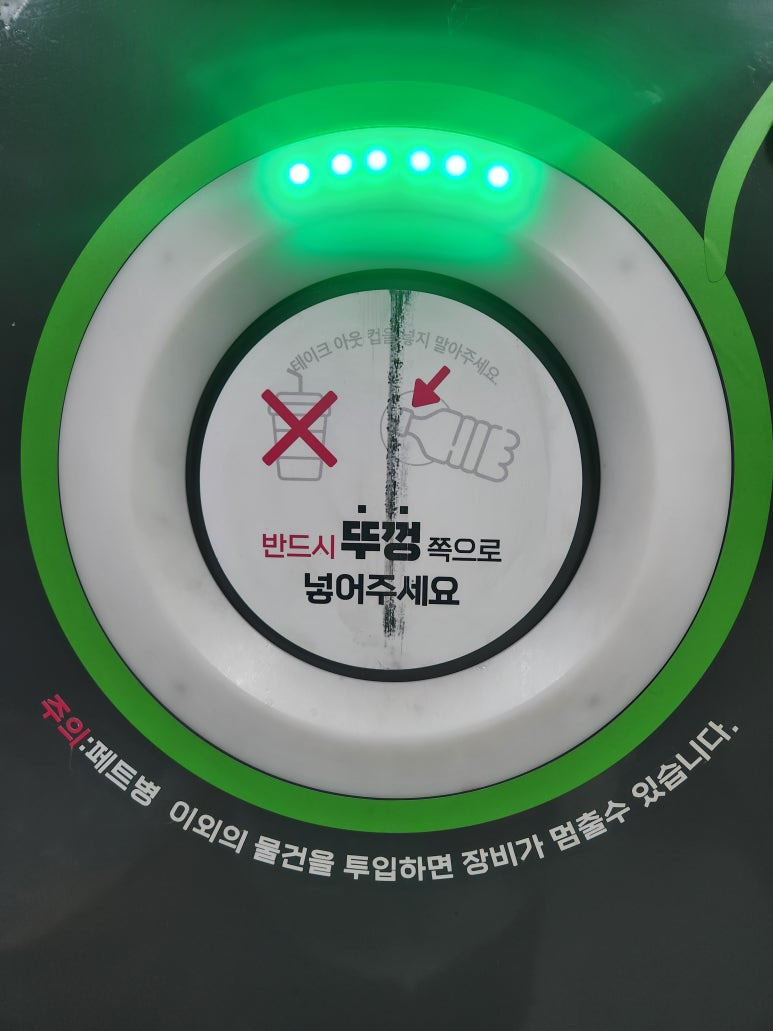 테이크 아웃 컵을 넣지 말아주세요.
반드시 뚜껑 쪽으로
넣어주세요
주의:페트병 이외의 물건을 투입하면 장비가 멈출수 있습니다.